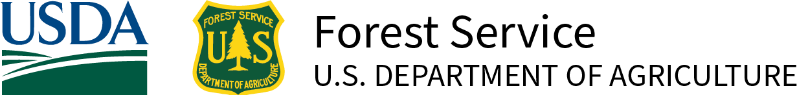 USDA
FOREST SERVICE
U S
DEPARTMENT OF AGRICULTURE
Forest Service
U.S. DEPARTMENT OF AGRICULTURE